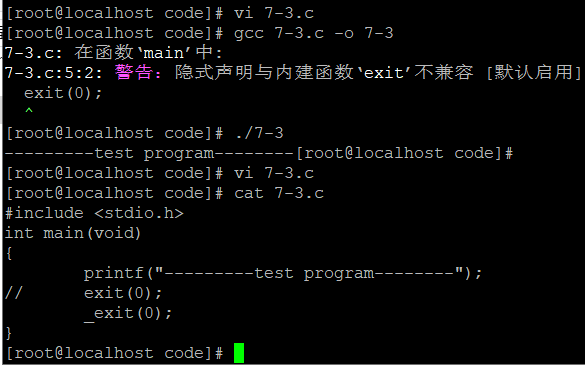 [root@localhost code]# vi 7-3.c
[root@localhost code]# gcc 7-3.c -o 7-3
7-3.c: 在函数‘main’中:
7-3.c:5:2: 警告: 隐式声明与内建函数‘exit’不兼容 [默认启用]
  exit(0);
  ^
[root@localhost code]# ./7-3
---------test program--------[root@localhost code]#
[root@localhost code]# vi 7-3.c
[root@localhost code]# cat 7-3.c
#include <stdio.h>
int main(void)
{
        printf("---------test program--------");
//      exit(0);
        _exit(0);
}
[root@localhost code]#